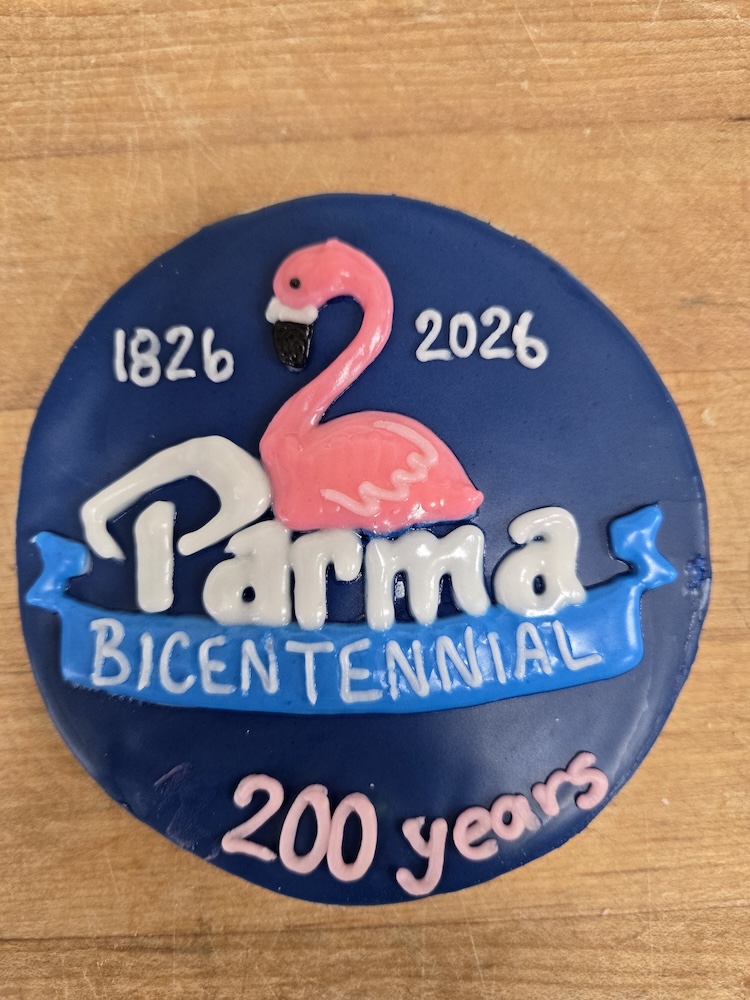 1826 2026
Parma
BICENTENNIAL
200 years